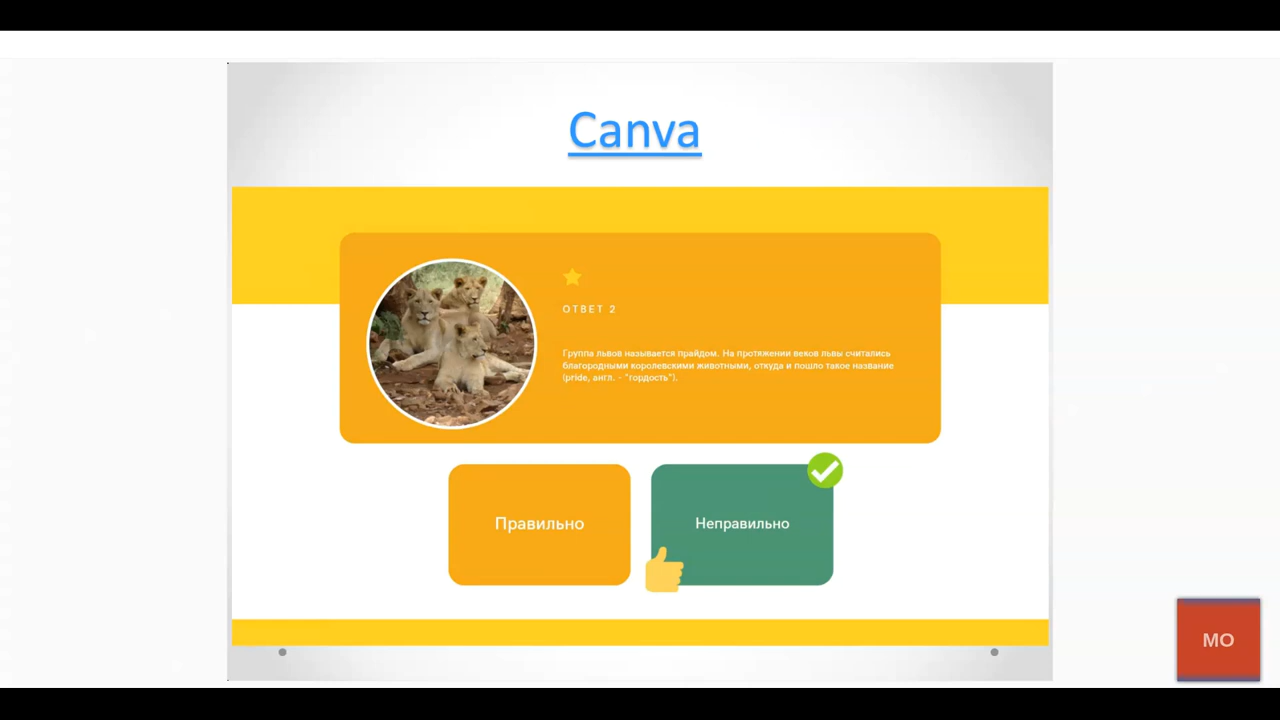 Canva
ОТВЕТ 2
Группа львов называется прайдом. На протяжении веков львы считались
благородными королевскими животными, откуда и пошло такое название
(pride, англ. - "гордость").
Правильно
Неправильно
МО